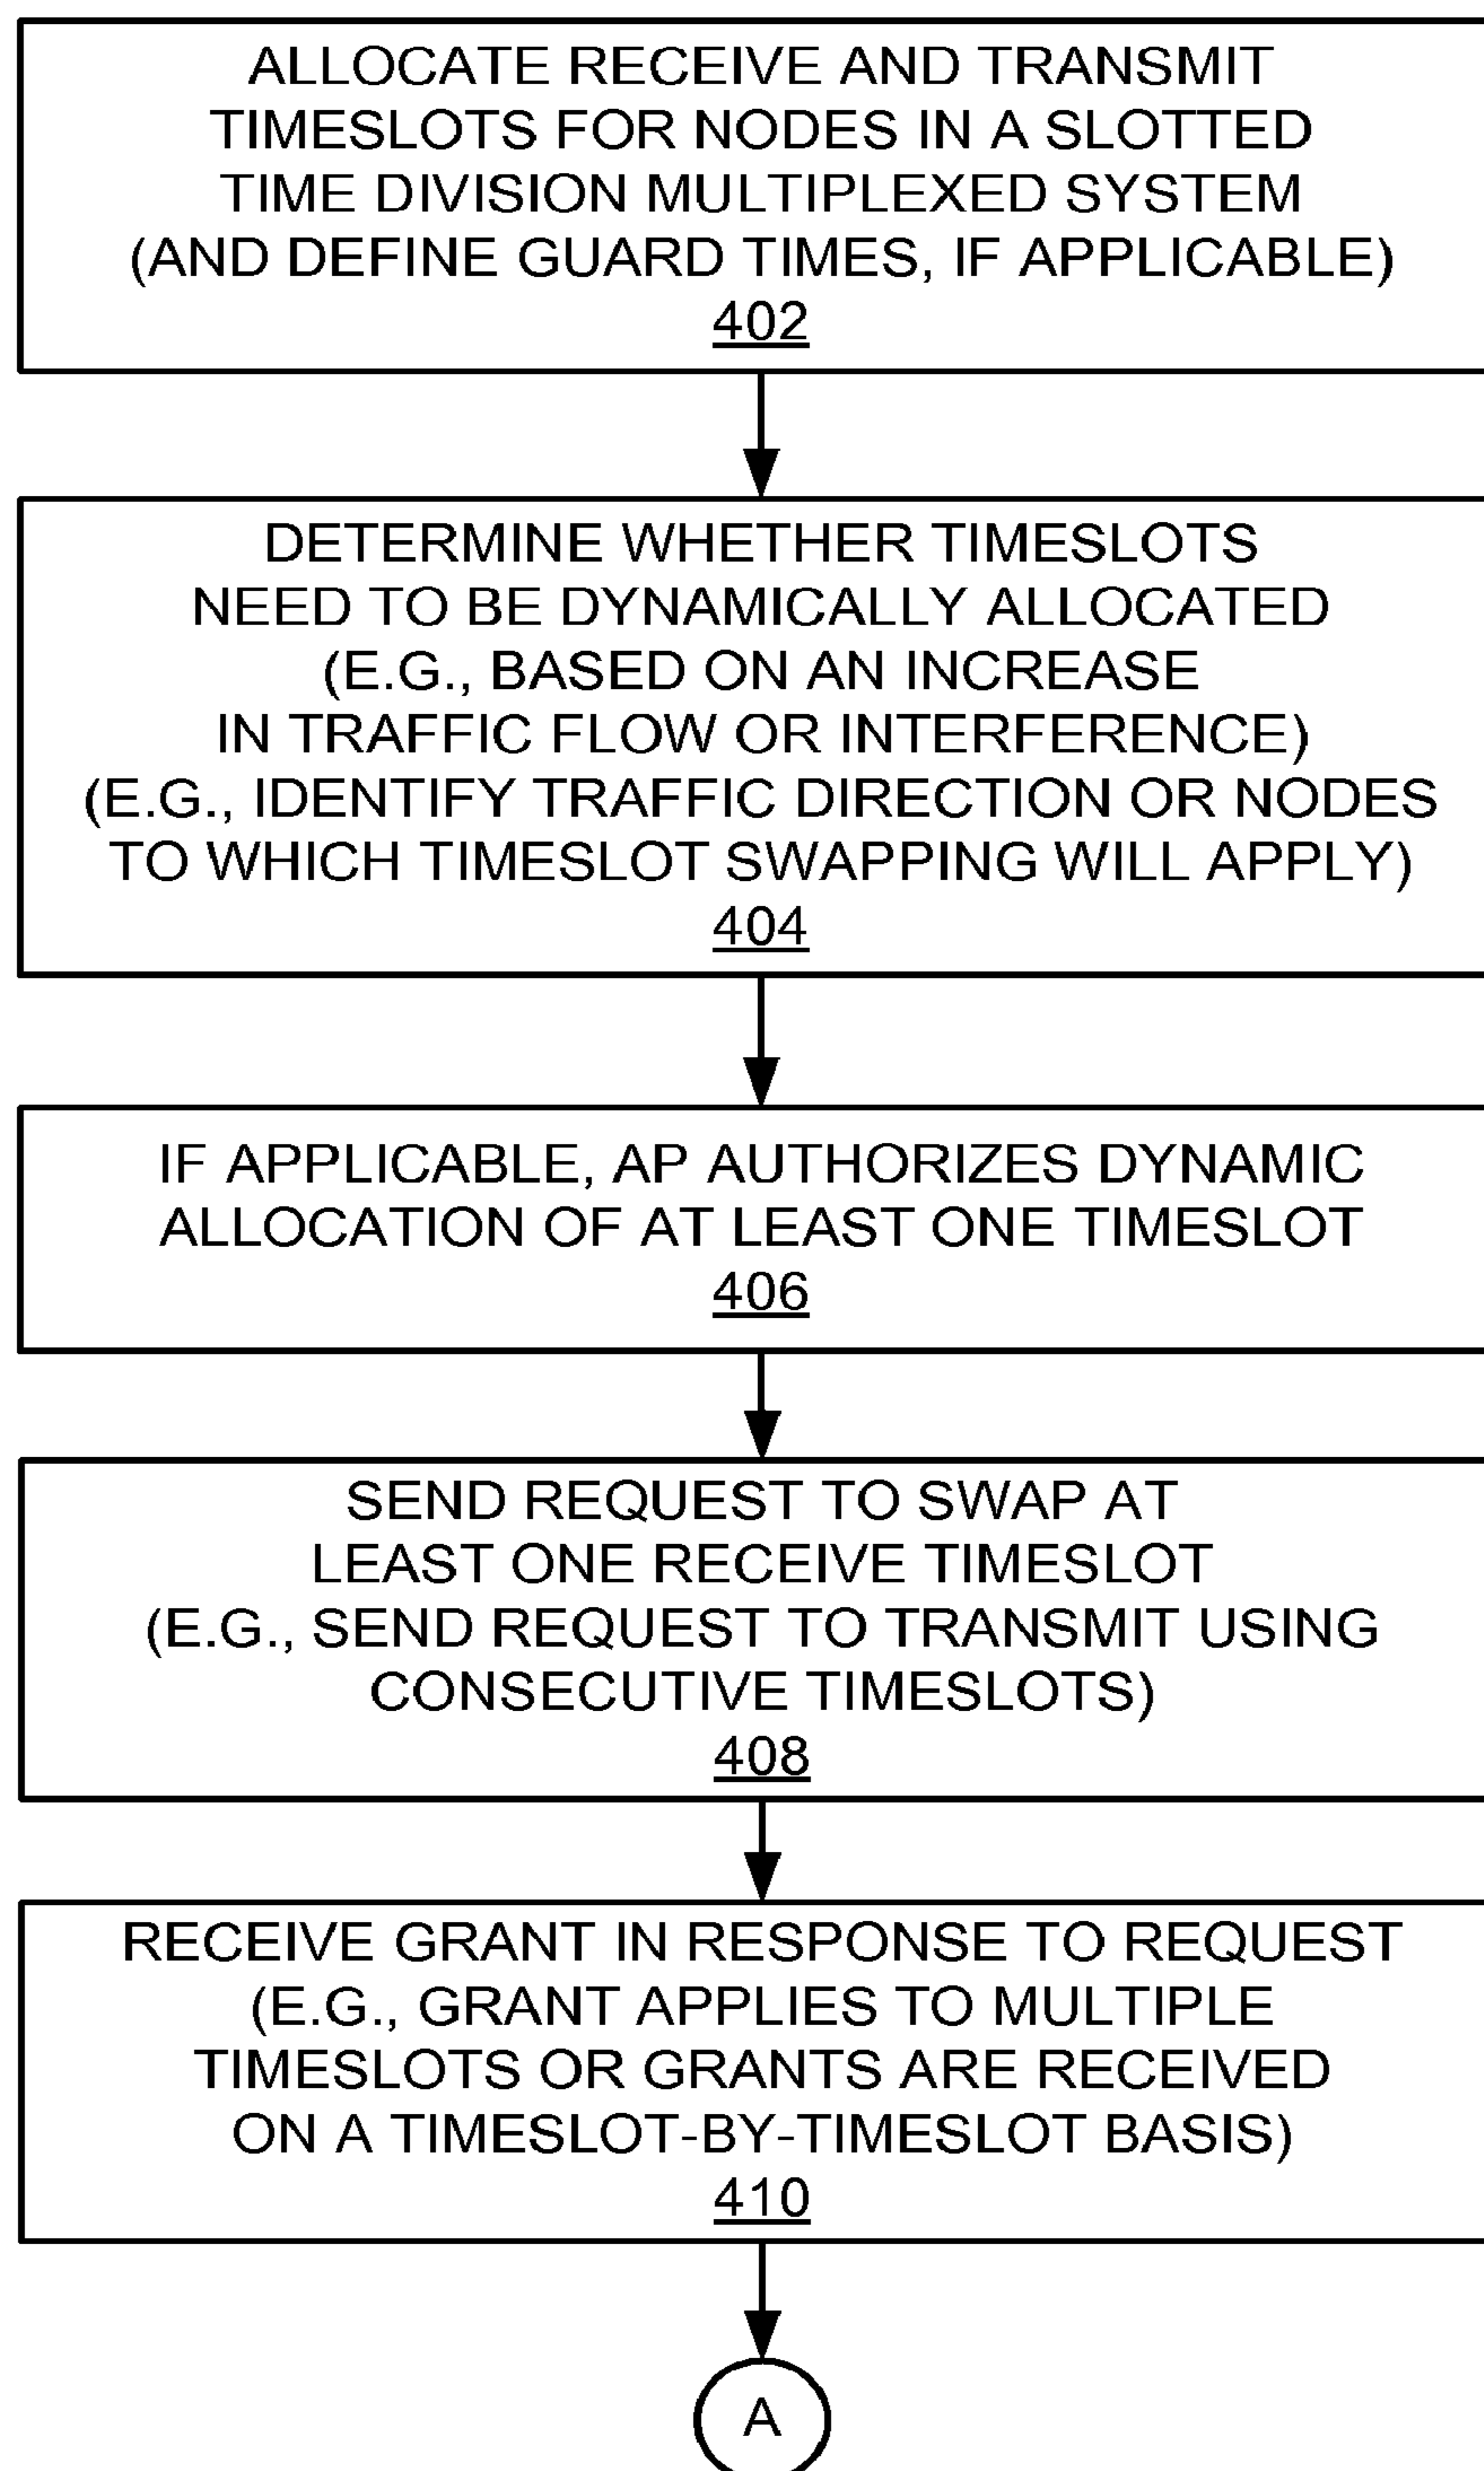 ALLOCATE RECEIVE AND TRANSMIT
TIMESLOTS FOR NODES IN A SLOTTED
TIME DIVISION MULTIPLEXED SYSTEM
(AND DEFINE GUARD TIMES, IF APPLICABLE)
402
DETERMINE WHETHER TIMESLOTS
NEED TO BE DYNAMICALLY ALLOCATED
(E.G., BASED ON AN INCREASE
IN TRAFFIC FLOW OR INTERFERENCE)
(E.G., IDENTIFY TRAFFIC DIRECTION OR NODES
TO WHICH TIMESLOT SWAPPING WILL APPLY)
404
IF APPLICABLE, AP AUTHORIZES DYNAMIC
ALLOCATION OF AT LEAST ONE TIMESLOT
406
SEND REQUEST TO SWAP AT
LEAST ONE RECEIVE TIMESLOT
(E.G., SEND REQUEST TO TRANSMIT USING
CONSECUTIVE TIMESLOTS)
408
RECEIVE GRANT IN RESPONSE TO REQUEST
(E.G., GRANT APPLIES TO MULTIPLE
TIMESLOTS OR GRANTS ARE RECEIVED
ON A TIMESLOT-BY-TIMESLOT BASIS)
410
A